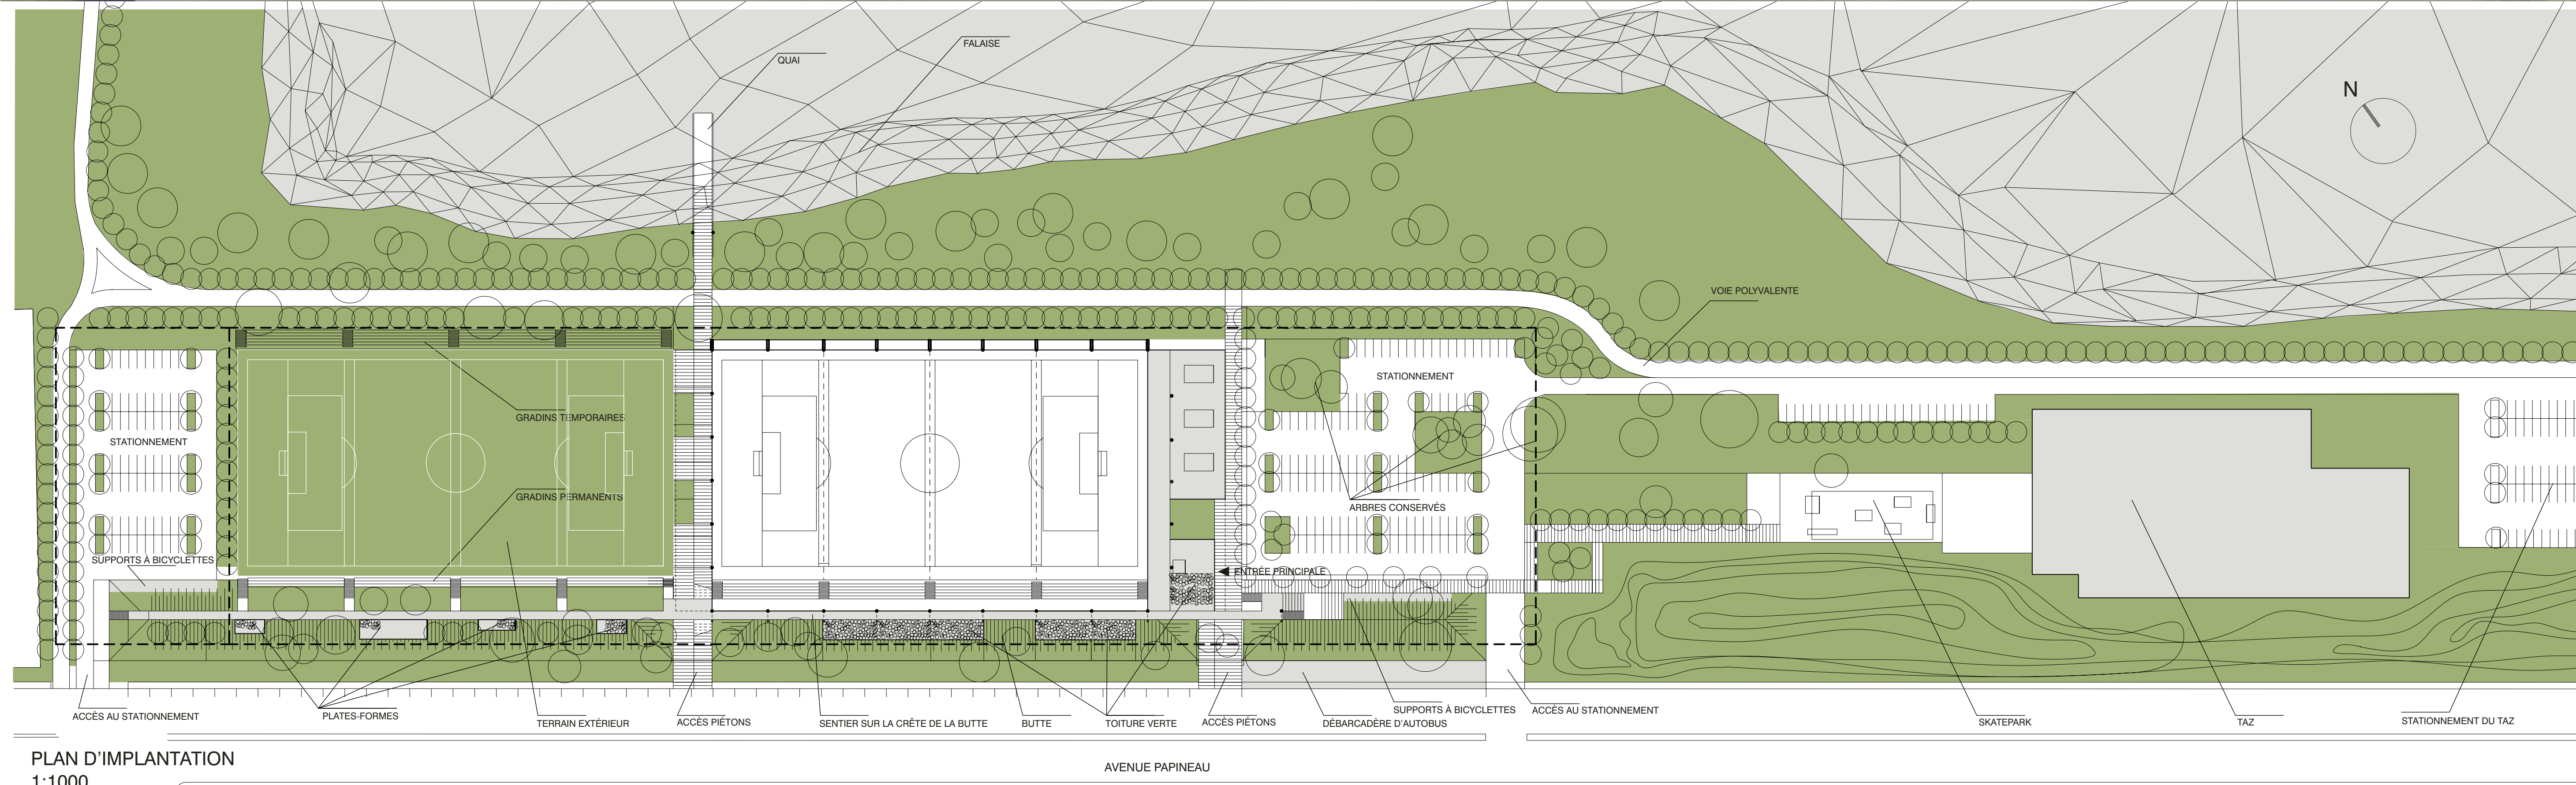 FALAISE
QUAI
N
VOIE POLYVALENTE
STATIONNEMENT
GRADINS TEMPORAIRES
STATIONNEMENT
GRADINS PERMANENTS
ARBRES CONSERVÉS
SUPPORTS À BICYCLETTES
ENTRÉE PRINCIPALE
ACCÈS AU STATIONNEMENT
PLATES-FORMES
TERRAIN EXTÉRIEUR
ACCÈS PIÉTONS
SENTIER SUR LA CRÊTE DE LA BUTTE
BUTTE
TOITURE VERTE
ACCÈS PIÉTONS
DÉBARCADÈRE D'AUTOBUS
SUPPORTS À BICYCLETTES
ACCÈS AU STATIONNEMENT
SKATEPARK
TAZ
STATIONNEMENT DU TAZ
PLAN D'IMPLANTATION
1:1000
AVENUE PAPINEAU